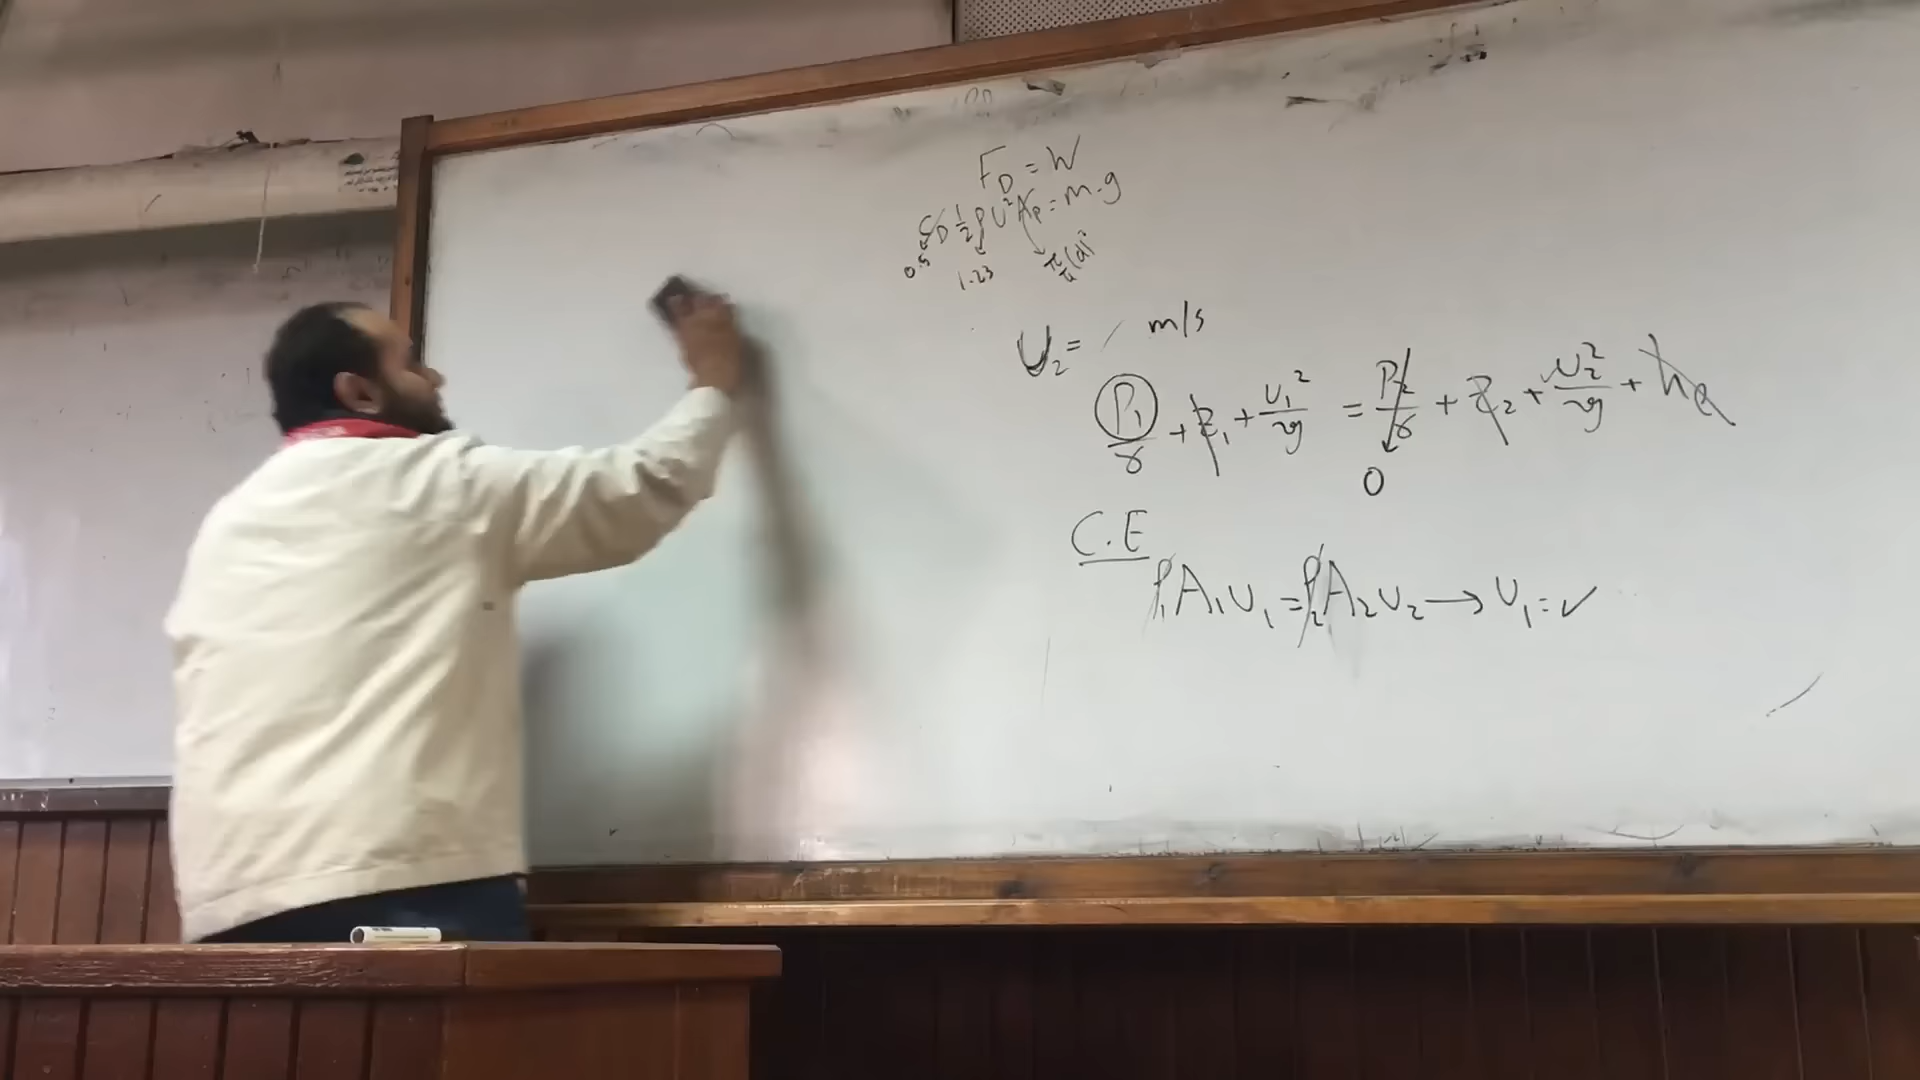 F_D = W
C_D 1/2 ρ U² A_P = m.g
0.5 1.23 π/4 (d)²
U₂ = m/s
P₁/γ + z₁ + U₁²/2g = P₂/γ + z₂ + U₂²/2g + h_l
0
C.E
ρ₁A₁U₁ = ρ₂A₂U₂ → U₁ = ✓